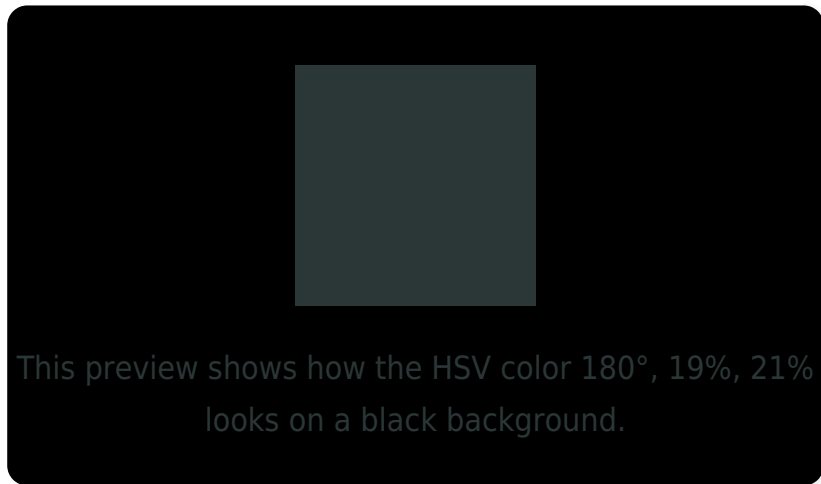 This preview shows how the HSV color 180°, 19%, 21%
looks on a black background.